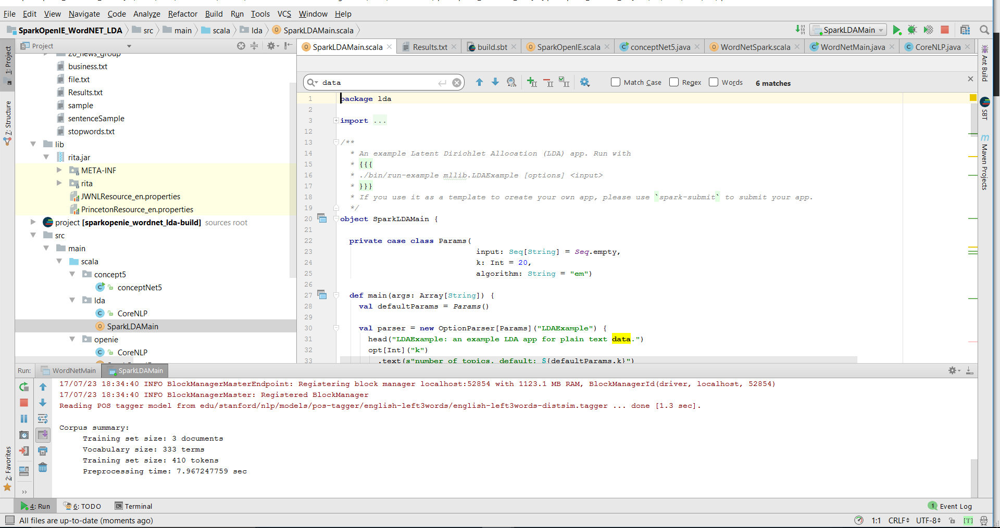 File Edit View Navigate Code Analyze Refactor Build Run Tools VCS Window Help
SparkOpenIE_WordNET_LDA src main scala lda SparkLDAMain.scala SparkLDAMain
1: Project
7: Structure
2: Favorites
Project
20_news_group
business.txt
file.txt
Results.txt
sample
sentenceSample
stopwords.txt
lib
rita.jar
META-INF
rita
JWNLResource_en.properties
PrincetonResource_en.properties
project [sparkopenie_wordnet_lda-build] sources root
src
main
scala
concept5
conceptNet5
lda
CoreNLP
SparkLDAMain
openie
CoreNLP
SparkLDAMain.scala Results.txt build.sbt SparkOpenIE.scala conceptNet5.java WordNetSpark.scala WordNetMain.java CoreNLP.java
data Match Case Regex Words 6 matches
1 package lda
2
3 import ...
12
13 /**
14 * An example Latent Dirichlet Allocation (LDA) app. Run with
15 * {{{
16 * ./bin/run-example mllib.LDAExample [options] <input>
17 * }}}
18 * If you use it as a template to create your own app, please use `spark-submit` to submit your app.
19 */
20 object SparkLDAMain {
21
22 private case class Params(
23 input: Seq[String] = Seq.empty,
24 k: Int = 20,
25 algorithm: String = "em")
26
27 def main(args: Array[String]) {
28 val defaultParams = Params()
29
30 val parser = new OptionParser[Params]("LDAExample") {
31 head("LDAExample: an example LDA app for plain text data.")
32 opt[Int]("k")
33 .text(s"number of topics. default: ${defaultParams.k}")
Ant Build
SBT
Maven Projects
Run: WordNetMain SparkLDAMain
17/07/23 18:34:40 INFO BlockManagerMasterEndpoint: Registering block manager localhost:52854 with 1123.1 MB RAM, BlockManagerId(driver, localhost, 52854)
17/07/23 18:34:40 INFO BlockManagerMaster: Registered BlockManager
Reading POS tagger model from edu/stanford/nlp/models/pos-tagger/english-left3words/english-left3words-distsim.tagger ... done [1.3 sec].
Corpus summary:
Training set size: 3 documents
Vocabulary size: 333 terms
Training set size: 410 tokens
Preprocessing time: 7.967247759 sec
4: Run 6: TODO Terminal 1 Event Log
All files are up-to-date (moments ago) 1:1 CRLF UTF-8 [T]